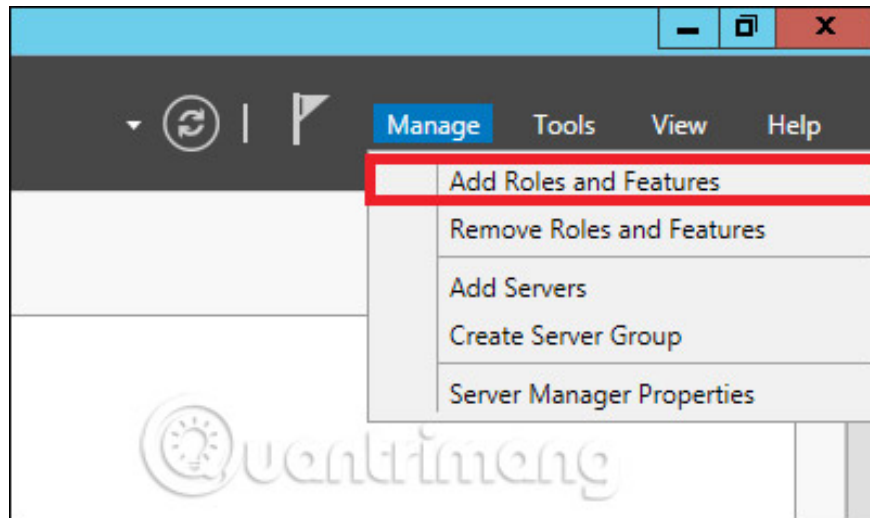 Manage Tools View Help
Add Roles and Features
Remove Roles and Features
Add Servers
Create Server Group
Server Manager Properties
Quantrimang